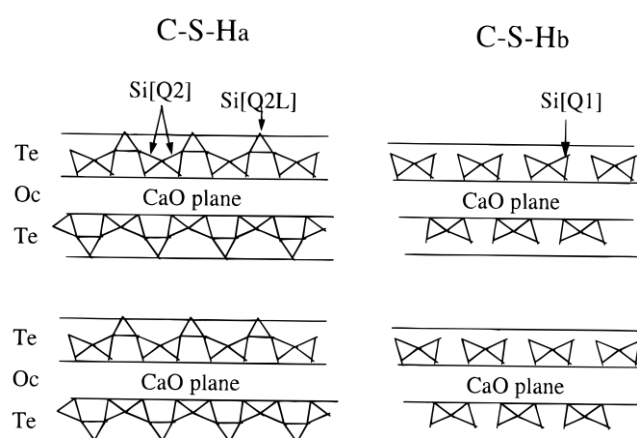 C-S-Ha
C-S-Hb
Si[Q2]
Si[Q2L]
Si[Q1]
Te
Oc
CaO plane
CaO plane
Te
Te
Oc
CaO plane
CaO plane
Te